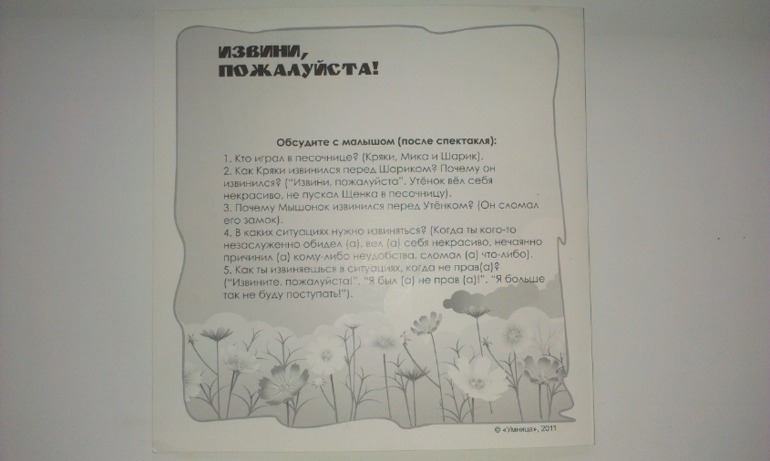 ИЗВИНИ,
ПОЖАЛУЙСТА!
Обсудите с малышом (после спектакля):
1. Кто играл в песочнице? (Кряки, Мика и Шарик).
2. Как Кряки извинился перед Шариком? Почему он
извинился? ("Извини, пожалуйста". Утёнок вёл себя
некрасиво, не пускал Щенка в песочницу).
3. Почему Мышонок извинился перед Утёнком? (Он сломал
его замок).
4. В каких ситуациях нужно извиняться? (Когда ты кого-то
незаслуженно обидел (а), вел (а) себя некрасиво, нечаянно
причинил (а) кому-либо неудобства, сломал (а) что-либо).
5. Как ты извиняешься в ситуациях, когда не прав(а)?
("Извините, пожалуйста!", "Я был (а) не прав (а)!", "Я больше
так не буду поступать!").
© «Умница», 2011